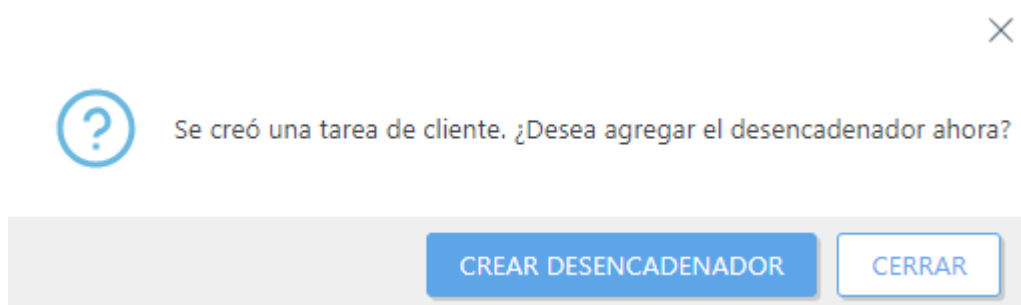 Se creó una tarea de cliente. ¿Desea agregar el desencadenador ahora?
CREAR DESENCADENADOR
CERRAR